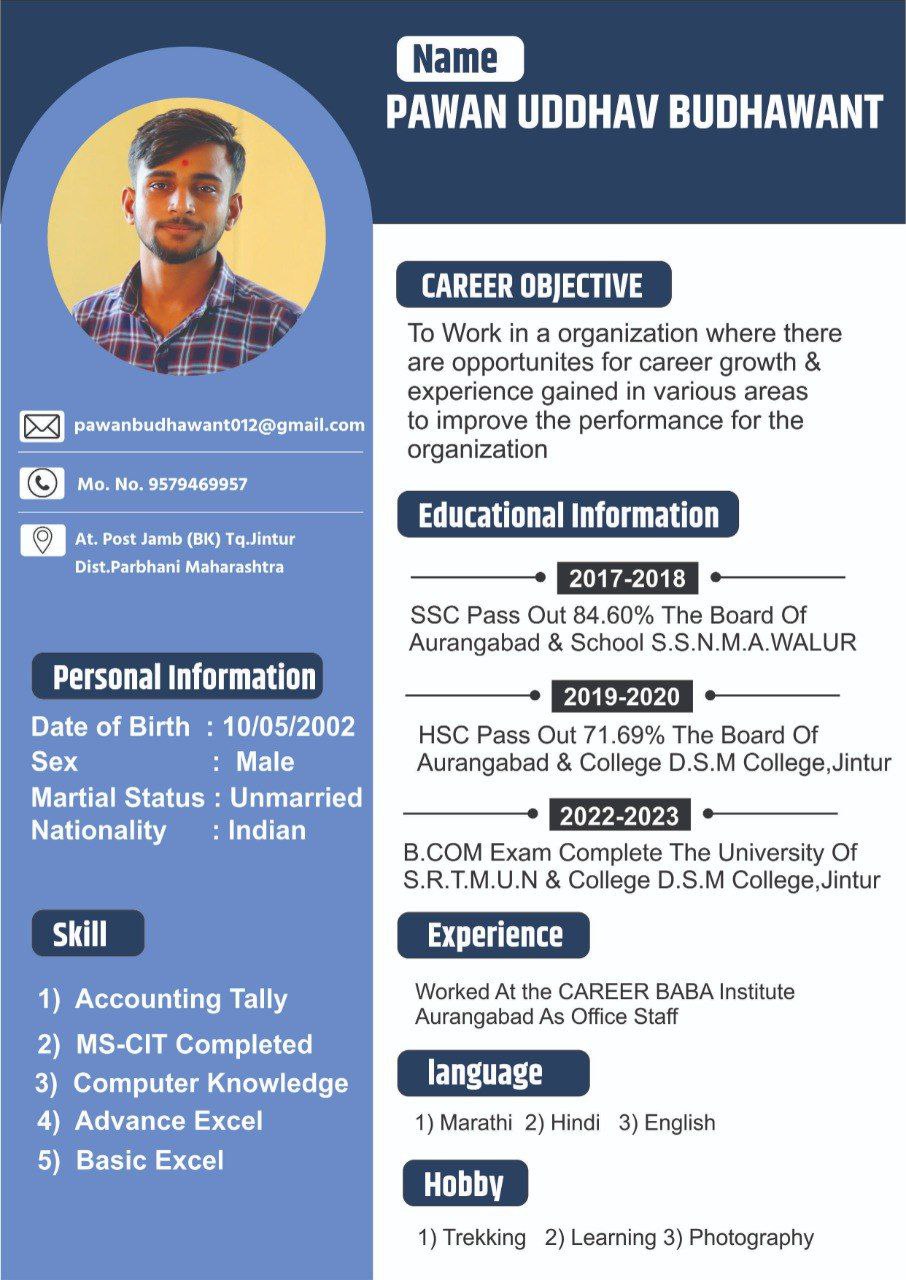 Name
PAWAN UDDHAV BUDHAWANT
pawanbudhawant012@gmail.com
Mo. No. 9579469957
At. Post Jamb (BK) Tq.Jintur
Dist.Parbhani Maharashtra
Personal Information
Date of Birth : 10/05/2002
Sex : Male
Martial Status : Unmarried
Nationality : Indian
Skill
1) Accounting Tally
2) MS-CIT Completed
3) Computer Knowledge
4) Advance Excel
5) Basic Excel
CAREER OBJECTIVE
To Work in a organization where there
are opportunites for career growth &
experience gained in various areas
to improve the performance for the
organization
Educational Information
2017-2018
SSC Pass Out 84.60% The Board Of
Aurangabad & School S.S.N.M.A.WALUR
2019-2020
HSC Pass Out 71.69% The Board Of
Aurangabad & College D.S.M College,Jintur
2022-2023
B.COM Exam Complete The University Of
S.R.T.M.U.N & College D.S.M College,Jintur
Experience
Worked At the CAREER BABA Institute
Aurangabad As Office Staff
language
1) Marathi 2) Hindi 3) English
Hobby
1) Trekking 2) Learning 3) Photography